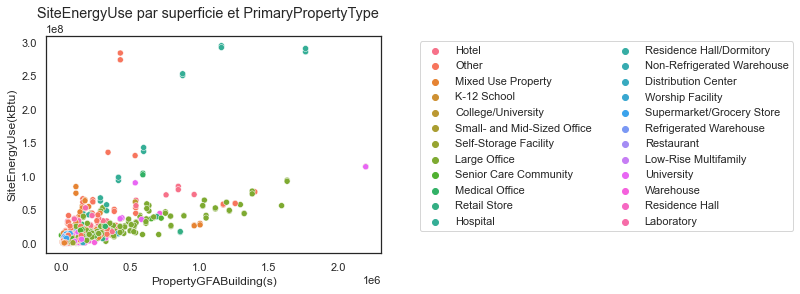 SiteEnergyUse par superficie et PrimaryPropertyType
1e8
3.0
2.5
2.0
1.5
1.0
0.5
0.0
SiteEnergyUse(kBtu)
0.0
0.5
1.0
1.5
2.0
1e6
PropertyGFABuilding(s)
Hotel
Other
Mixed Use Property
K-12 School
College/University
Small- and Mid-Sized Office
Self-Storage Facility
Large Office
Senior Care Community
Medical Office
Retail Store
Hospital
Residence Hall/Dormitory
Non-Refrigerated Warehouse
Distribution Center
Worship Facility
Supermarket/Grocery Store
Refrigerated Warehouse
Restaurant
Low-Rise Multifamily
University
Warehouse
Residence Hall
Laboratory